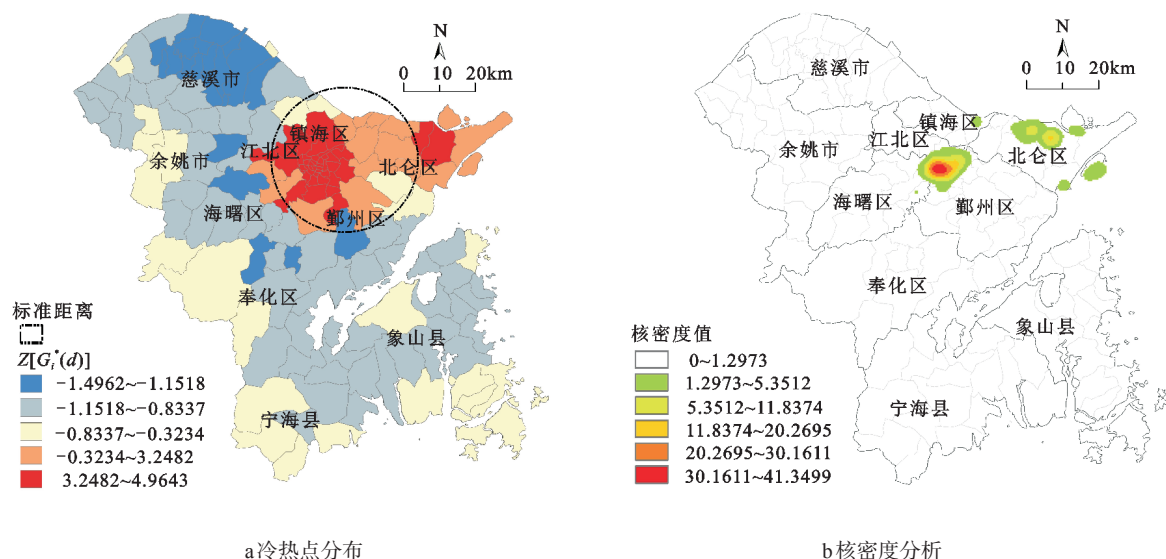 N
0 10 20km
慈溪市
镇海区
江北区
余姚市
北仑区
海曙区
鄞州区
奉化区
象山县
宁海县
标准距离
Z[G_i^*(d)]
-1.4962~-1.1518
-1.1518~-0.8337
-0.8337~-0.3234
-0.3234~3.2482
3.2482~4.9643
a冷热点分布
N
0 10 20km
慈溪市
镇海区
江北区
余姚市
北仑区
海曙区
鄞州区
奉化区
象山县
宁海县
核密度值
0~1.2973
1.2973~5.3512
5.3512~11.8374
11.8374~20.2695
20.2695~30.1611
30.1611~41.3499
b核密度分析